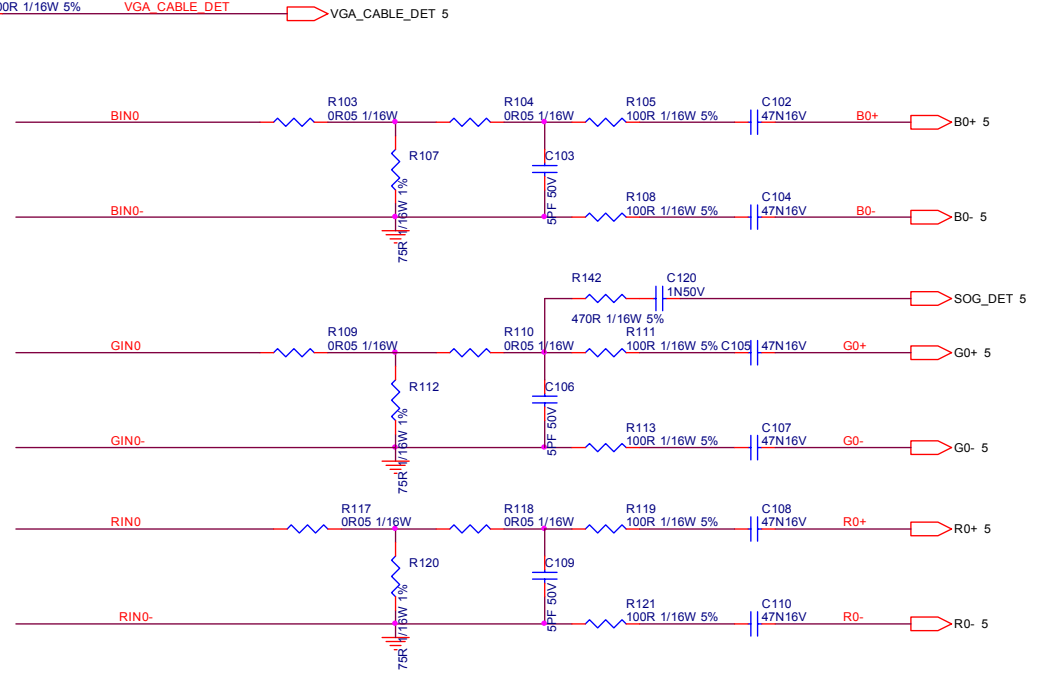 00R 1/16W 5% VGA_CABLE_DET VGA_CABLE_DET 5
R103 R104 R105 C102
BIN0 0R05 1/16W 0R05 1/16W 100R 1/16W 5% 47N16V B0+ B0+ 5
R107 C103
75R 1/16W 1% 5PF 50V
R108 C104
BIN0- 100R 1/16W 5% 47N16V B0- B0- 5
R142 C120
1N50V SOG_DET 5
470R 1/16W 5%
R109 R110 R111
GIN0 0R05 1/16W 0R05 1/16W 100R 1/16W 5% C105 47N16V G0+ G0+ 5
R112 C106
75R 1/16W 1% 5PF 50V
R113 C107
GIN0- 100R 1/16W 5% 47N16V G0- G0- 5
R117 R118 R119 C108
RIN0 0R05 1/16W 0R05 1/16W 100R 1/16W 5% 47N16V R0+ R0+ 5
R120 C109
75R 1/16W 1% 5PF 50V
R121 C110
RIN0- 100R 1/16W 5% 47N16V R0- R0- 5